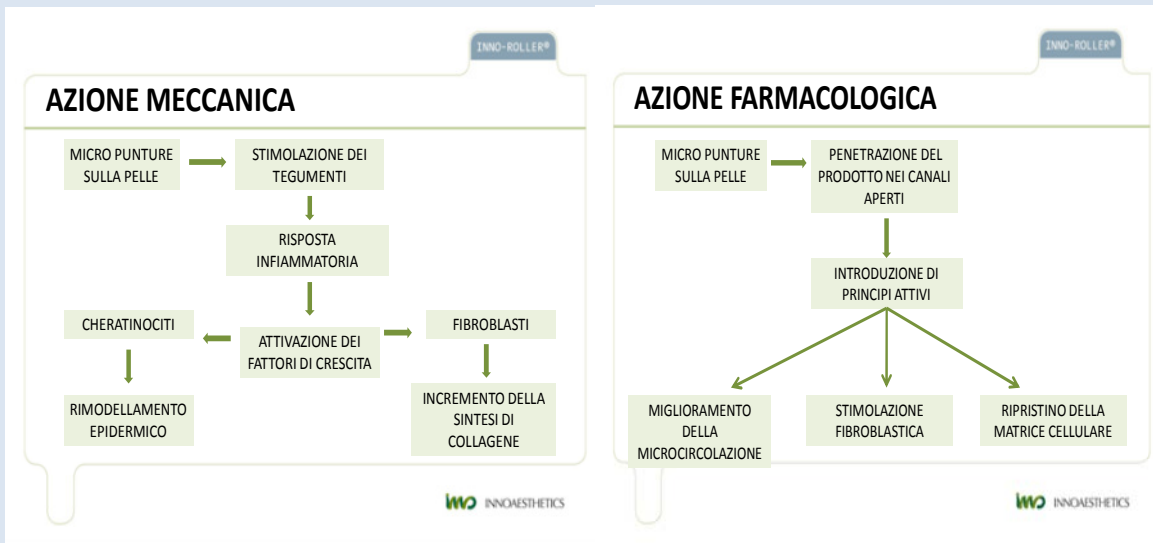 INNO-ROLLER®
AZIONE MECCANICA
MICRO PUNTURE
SULLA PELLE
STIMOLAZIONE DEI
TEGUMENTI
RISPOSTA
INFIAMMATORIA
CHERATINOCITI
ATTIVAZIONE DEI
FATTORI DI CRESCITA
FIBROBLASTI
RIMODELLAMENTO
EPIDERMICO
INCREMENTO DELLA
SINTESI DI
COLLAGENE
INNOAESTHETICS
INNO-ROLLER®
AZIONE FARMACOLOGICA
MICRO PUNTURE
SULLA PELLE
PENETRAZIONE DEL
PRODOTTO NEI CANALI
APERTI
INTRODUZIONE DI
PRINCIPI ATTIVI
MIGLIORAMENTO
DELLA
MICROCIRCOLAZIONE
STIMOLAZIONE
FIBROBLASTICA
RIPRISTINO DELLA
MATRICE CELLULARE
INNOAESTHETICS